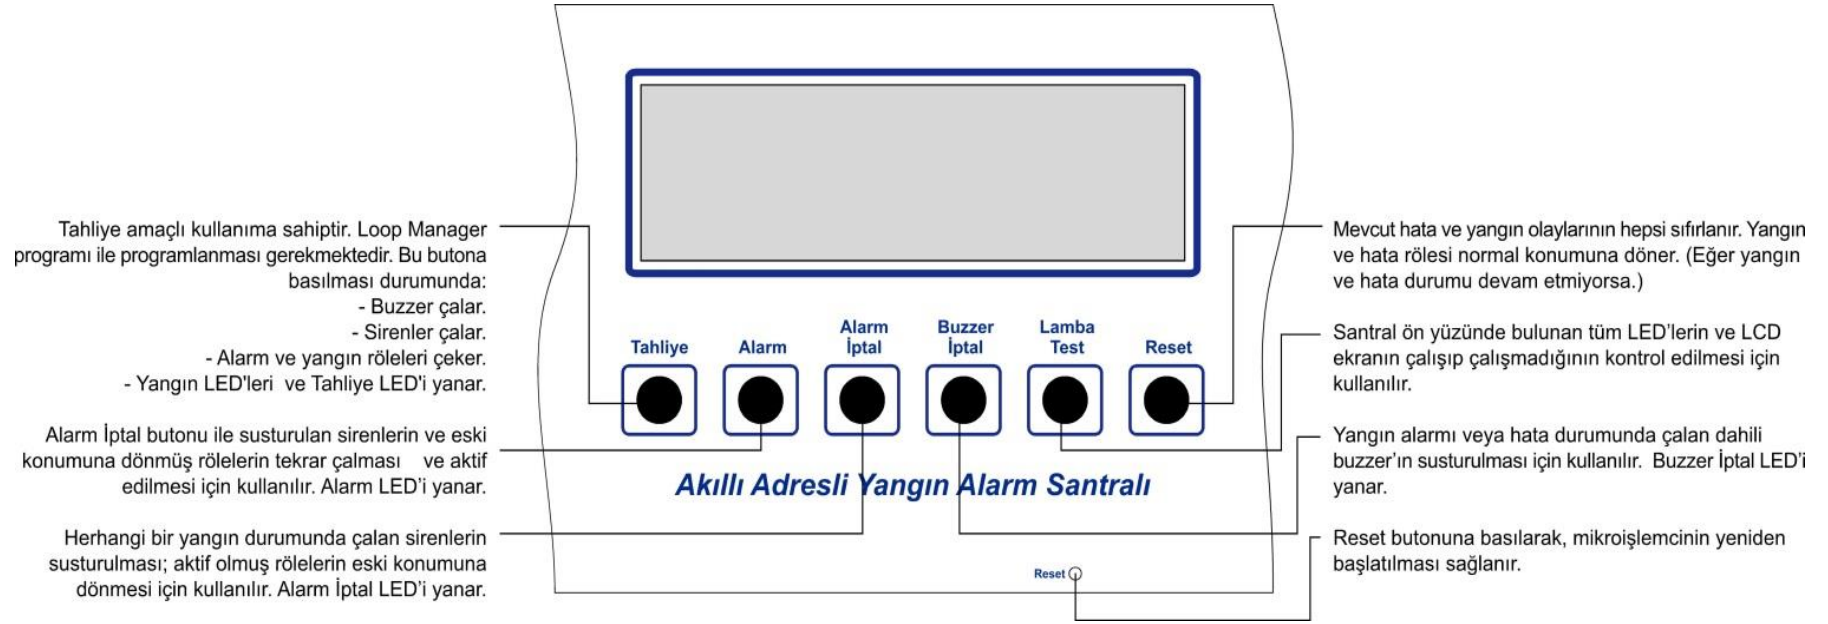 Tahliye amaçlı kullanıma sahiptir. Loop Manager
programı ile programlanması gerekmektedir. Bu butona
basılması durumunda:
- Buzzer çalar.
- Sirenler çalar.
- Alarm ve yangın röleleri çeker.
- Yangın LED'leri ve Tahliye LED'i yanar.
Alarm İptal butonu ile susturulan sirenlerin ve eski
konumuna dönmüş rölelerin tekrar çalması ve aktif
edilmesi için kullanılır. Alarm LED'i yanar.
Herhangi bir yangın durumunda çalan sirenlerin
susturulması; aktif olmuş rölelerin eski konumuna
dönmesi için kullanılır. Alarm İptal LED'i yanar.
Tahliye
Alarm
Alarm
İptal
Buzzer
İptal
Lamba
Test
Reset
Akıllı Adresli Yangın Alarm Santralı
Reset
Mevcut hata ve yangın olaylarının hepsi sıfırlanır. Yangın
ve hata rölesi normal konumuna döner. (Eğer yangın
ve hata durumu devam etmiyorsa.)
Santral ön yüzünde bulunan tüm LED'lerin ve LCD
ekranın çalışıp çalışmadığının kontrol edilmesi için
kullanılır.
Yangın alarmı veya hata durumunda çalan dahili
buzzer'ın susturulması için kullanılır. Buzzer İptal LED'i
yanar.
Reset butonuna basılarak, mikroişlemcinin yeniden
başlatılması sağlanır.